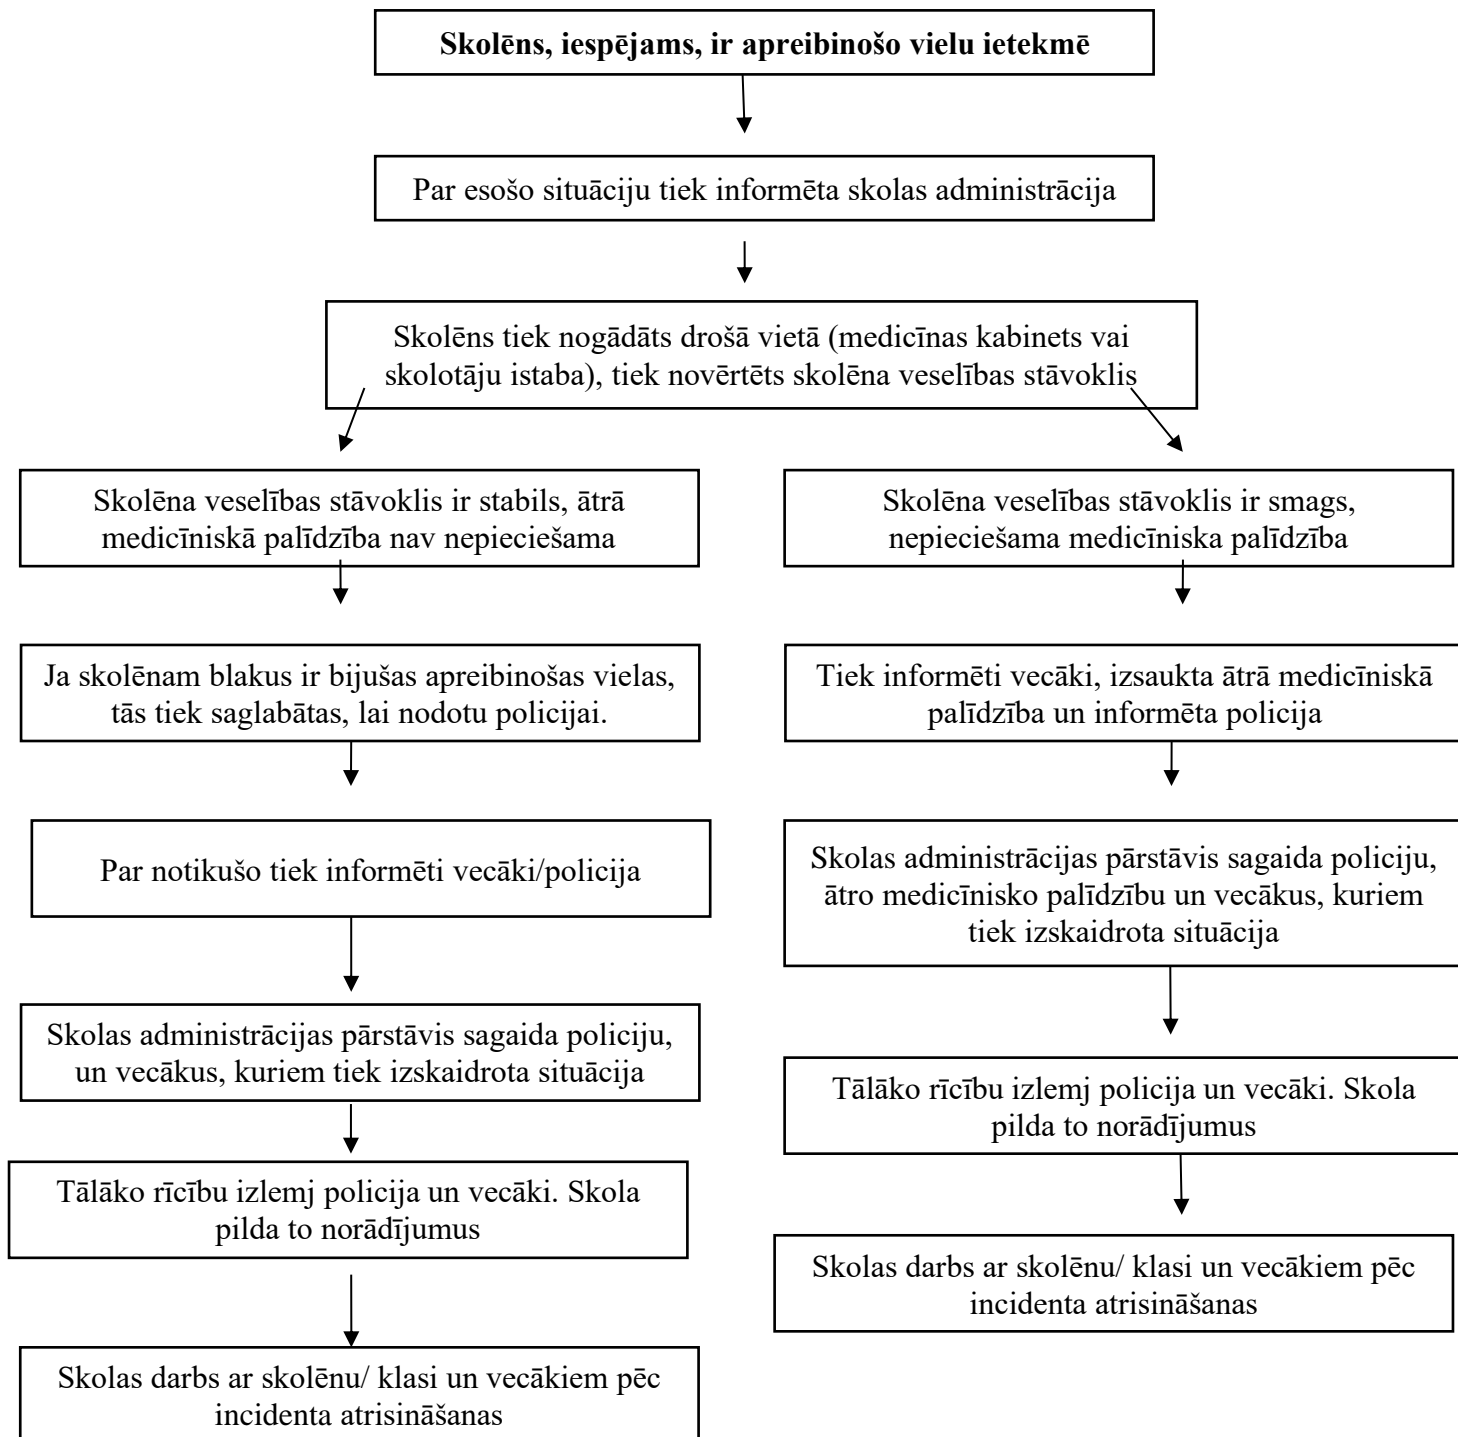 Skolēns, iespējams, ir apreibinošo vielu ietekmē
Par esošo situāciju tiek informēta skolas administrācija
Skolēns tiek nogādāts drošā vietā (medicīnas kabinets vai
skolotāju istaba), tiek novērtēts skolēna veselības stāvoklis
Skolēna veselības stāvoklis ir stabils, ātrā
medicīniskā palīdzība nav nepieciešama
Ja skolēnam blakus ir bijušas apreibinošas vielas,
tās tiek saglabātas, lai nodotu policijai.
Par notikušo tiek informēti vecāki/policija
Skolas administrācijas pārstāvis sagaida policiju,
un vecākus, kuriem tiek izskaidrota situācija
Tālāko rīcību izlemj policija un vecāki. Skola
pilda to norādījumus
Skolas darbs ar skolēnu/ klasi un vecākiem pēc
incidenta atrisināšanas
Skolēna veselības stāvoklis ir smags,
nepieciešama medicīniska palīdzība
Tiek informēti vecāki, izsaukta ātrā medicīniskā
palīdzība un informēta policija
Skolas administrācijas pārstāvis sagaida policiju,
ātro medicīnisko palīdzību un vecākus, kuriem
tiek izskaidrota situācija
Tālāko rīcību izlemj policija un vecāki. Skola
pilda to norādījumus
Skolas darbs ar skolēnu/ klasi un vecākiem pēc
incidenta atrisināšanas